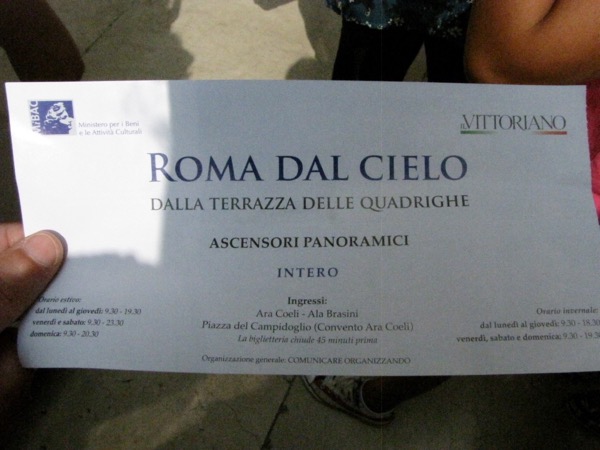 MiBAC
Ministero per i Beni
e le Attività Culturali
IL VITTORIANO
ROMA DAL CIELO
DALLA TERRAZZA DELLE QUADRIGHE
ASCENSORI PANORAMICI
INTERO
Ingressi:
Ara Coeli - Ala Brasini
Piazza del Campidoglio (Convento Ara Coeli)
La biglietteria chiude 45 minuti prima
Orario estivo:
dal lunedì al giovedì: 9.30 - 19.30
venerdì e sabato: 9.30 - 23.30
domenica: 9.30 - 20.30
Orario invernale:
dal lunedì al giovedì: 9.30 - 18.30
venerdì, sabato e domenica: 9.30 - 19.30
Organizzazione generale: COMUNICARE ORGANIZZANDO